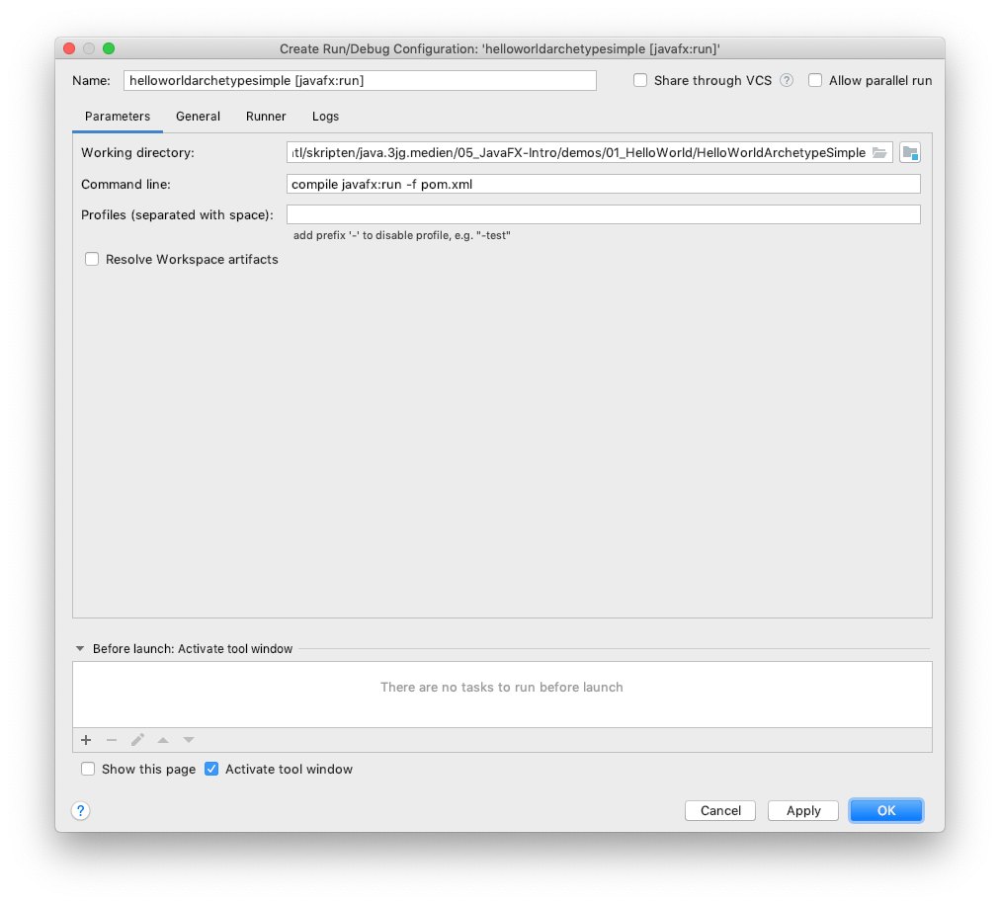 Create Run/Debug Configuration: 'helloworldarchetypesimple [javafx:run]'
Name: helloworldarchetypesimple [javafx:run] Share through VCS ? Allow parallel run
Parameters General Runner Logs
Working directory: tl/skripten/java.3jg.medien/05_JavaFX-Intro/demos/01_HelloWorld/HelloWorldArchetypeSimple
Command line: compile javafx:run -f pom.xml
Profiles (separated with space):
add prefix '-' to disable profile, e.g. "-test"
Resolve Workspace artifacts
Before launch: Activate tool window
There are no tasks to run before launch
Show this page Activate tool window
? Cancel Apply OK